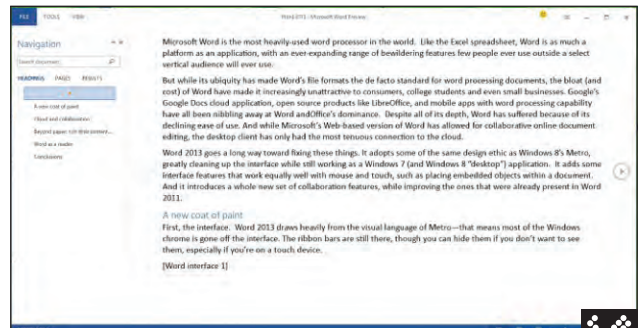 FILE TOOLS VIEW
Word 2013 - Microsoft Word Preview
Navigation
Search document
HEADINGS PAGES RESULTS
A new coat of paint
Cloud and collaboration
Beyond paper: rich document...
Word as a reader
Conclusions
Microsoft Word is the most heavily-used word processor in the world. Like the Excel spreadsheet, Word is as much a
platform as an application, with an ever-expanding range of bewildering features few people ever use outside a select
vertical audience will ever use.
But while its ubiquity has made Word's file formats the de facto standard for word processing documents, the bloat (and
cost) of Word have made it increasingly unattractive to consumers, college students and even small businesses. Google's
Google Docs cloud application, open source products like LibreOffice, and mobile apps with word processing capability
have all been nibbling away at Word andOffice's dominance. Despite all of its depth, Word has suffered because of its
declining ease of use. And while Microsoft's Web-based version of Word has allowed for collaborative online document
editing, the desktop client has only had the most tenuous connection to the cloud.
Word 2013 goes a long way toward fixing these things. It adopts some of the same design ethic as Windows 8's Metro,
greatly cleaning up the interface while still working as a Windows 7 (and Windows 8 "desktop") application. It adds some
interface features that work equally well with mouse and touch, such as placing embedded objects within a document.
And it introduces a whole new set of collaboration features, while improving the ones that were already present in Word
2011.
A new coat of paint
First, the interface. Word 2013 draws heavily from the visual language of Metro—that means most of the Windows
chrome is gone off the interface. The ribbon bars are still there, though you can hide them if you don't want to see
them, especially if you're on a touch device.
[Word interface 1]